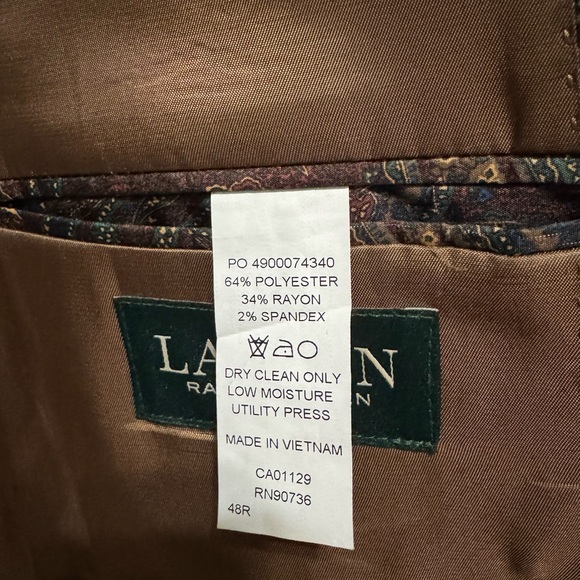 PO 4900074340
64% POLYESTER
34% RAYON
2% SPANDEX
DRY CLEAN ONLY
LOW MOISTURE
UTILITY PRESS
MADE IN VIETNAM
CA01129
RN90736
48R